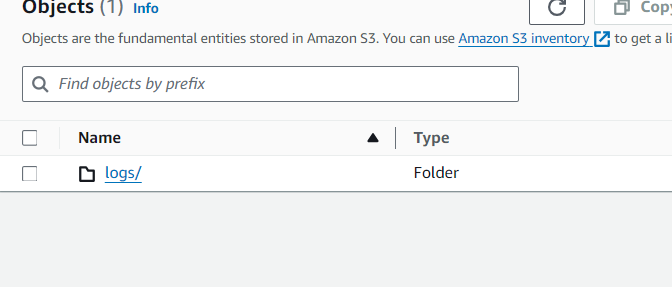 Objects (1) Info
Copy
Objects are the fundamental entities stored in Amazon S3. You can use Amazon S3 inventory to get a li
Find objects by prefix
Name Type
logs/ Folder